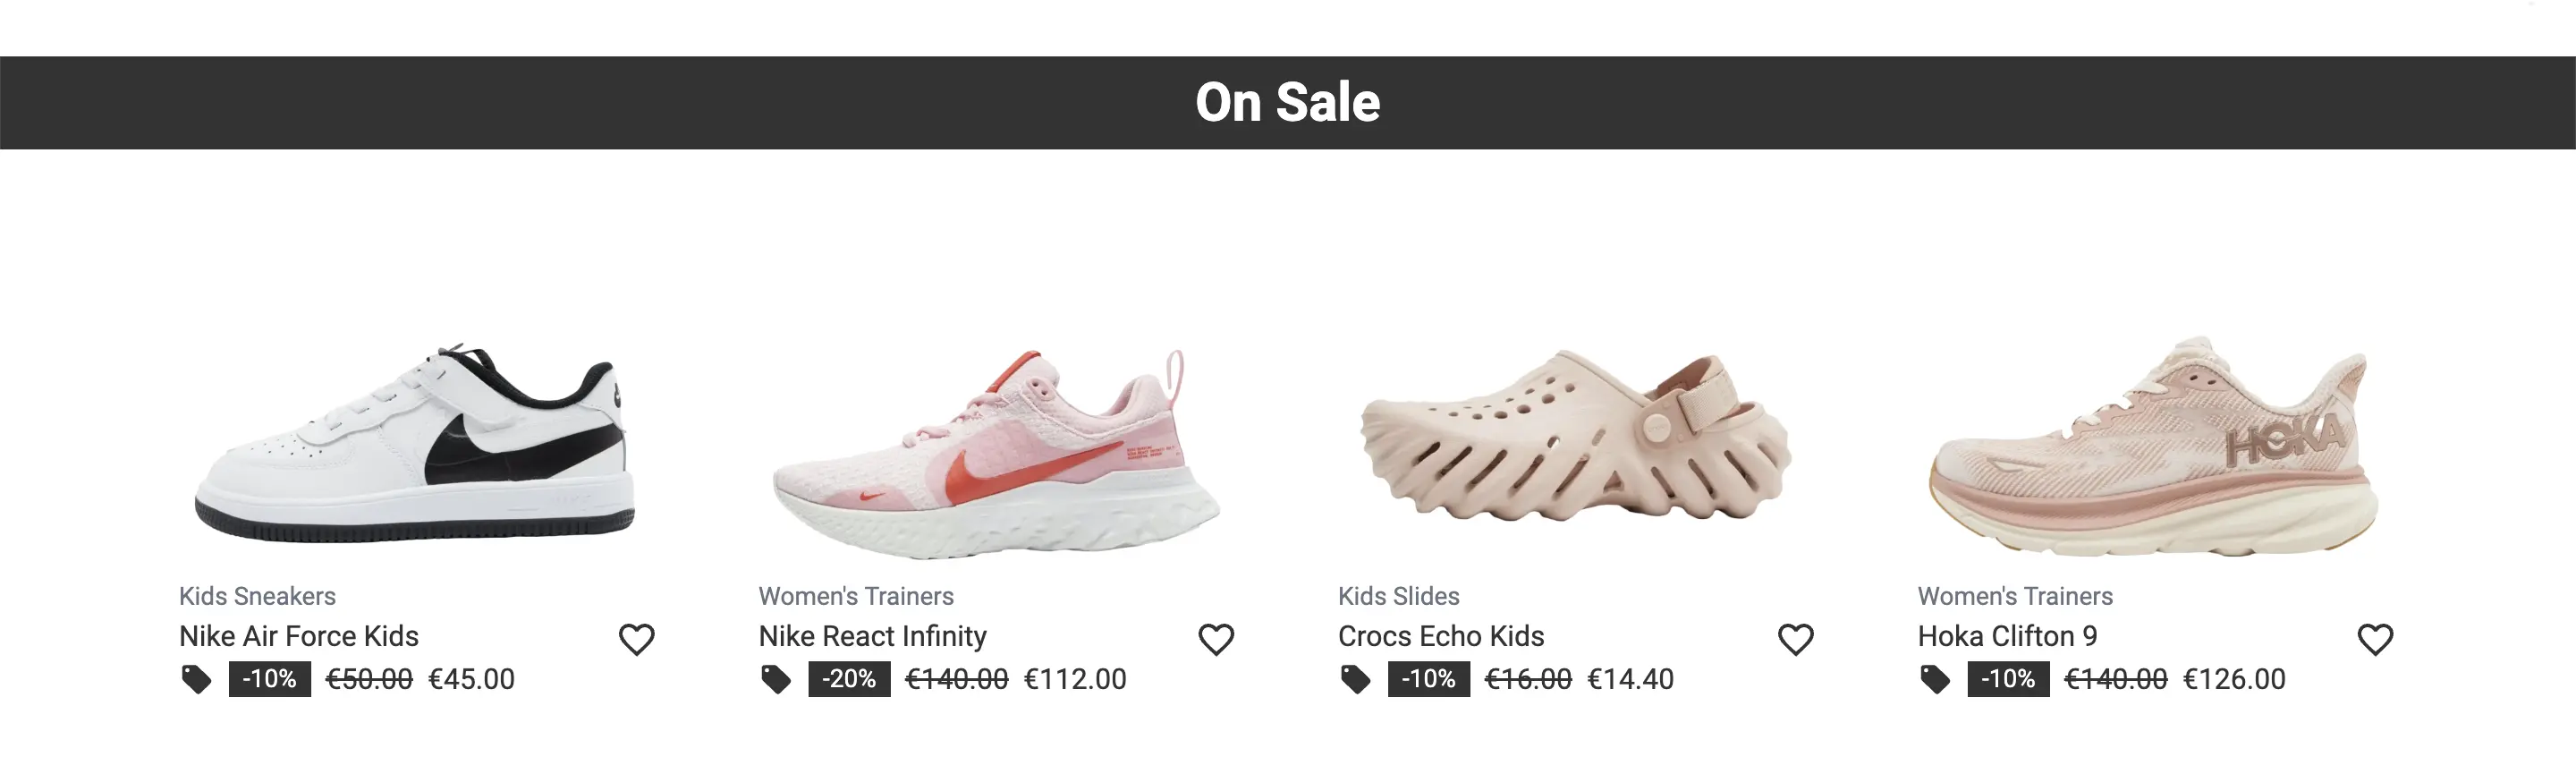 On Sale
Kids Sneakers
Nike Air Force Kids
-10% €50.00 €45.00
Women's Trainers
Nike React Infinity
-20% €140.00 €112.00
Kids Slides
Crocs Echo Kids
-10% €16.00 €14.40
HOKA
Women's Trainers
Hoka Clifton 9
-10% €140.00 €126.00